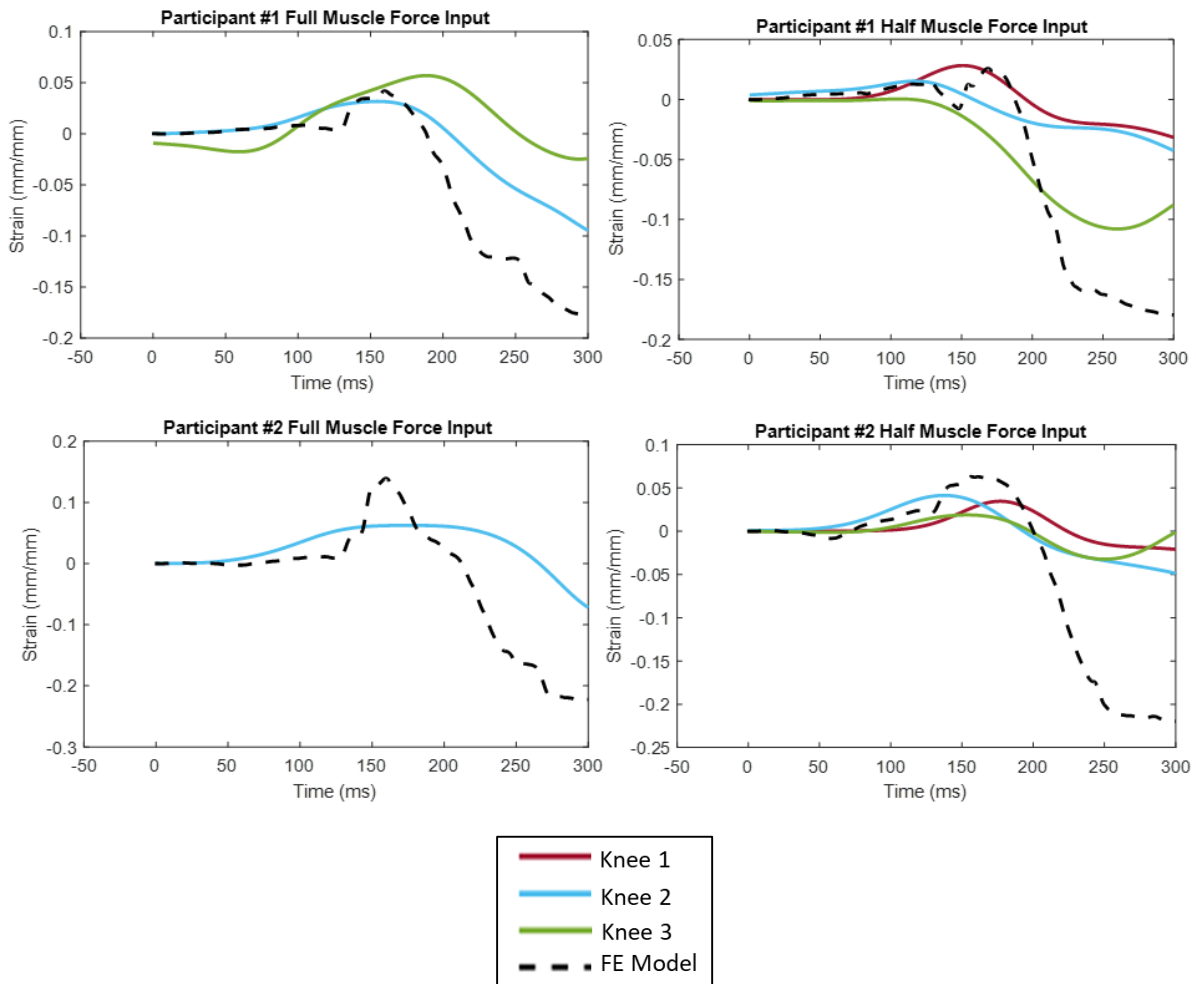 Participant #1 Full Muscle Force Input
0.1
0.05
0
-0.05
-0.1
-0.15
-0.2
Strain (mm/mm)
-50 0 50 100 150 200 250 300
Time (ms)
Participant #1 Half Muscle Force Input
0.05
0
-0.05
-0.1
-0.15
-0.2
Strain (mm/mm)
-50 0 50 100 150 200 250 300
Time (ms)
Participant #2 Full Muscle Force Input
0.2
0.1
0
-0.1
-0.2
-0.3
Strain (mm/mm)
-50 0 50 100 150 200 250 300
Time (ms)
Participant #2 Half Muscle Force Input
0.1
0.05
0
-0.05
-0.1
-0.15
-0.2
-0.25
Strain (mm/mm)
-50 0 50 100 150 200 250 300
Time (ms)
Knee 1
Knee 2
Knee 3
FE Model